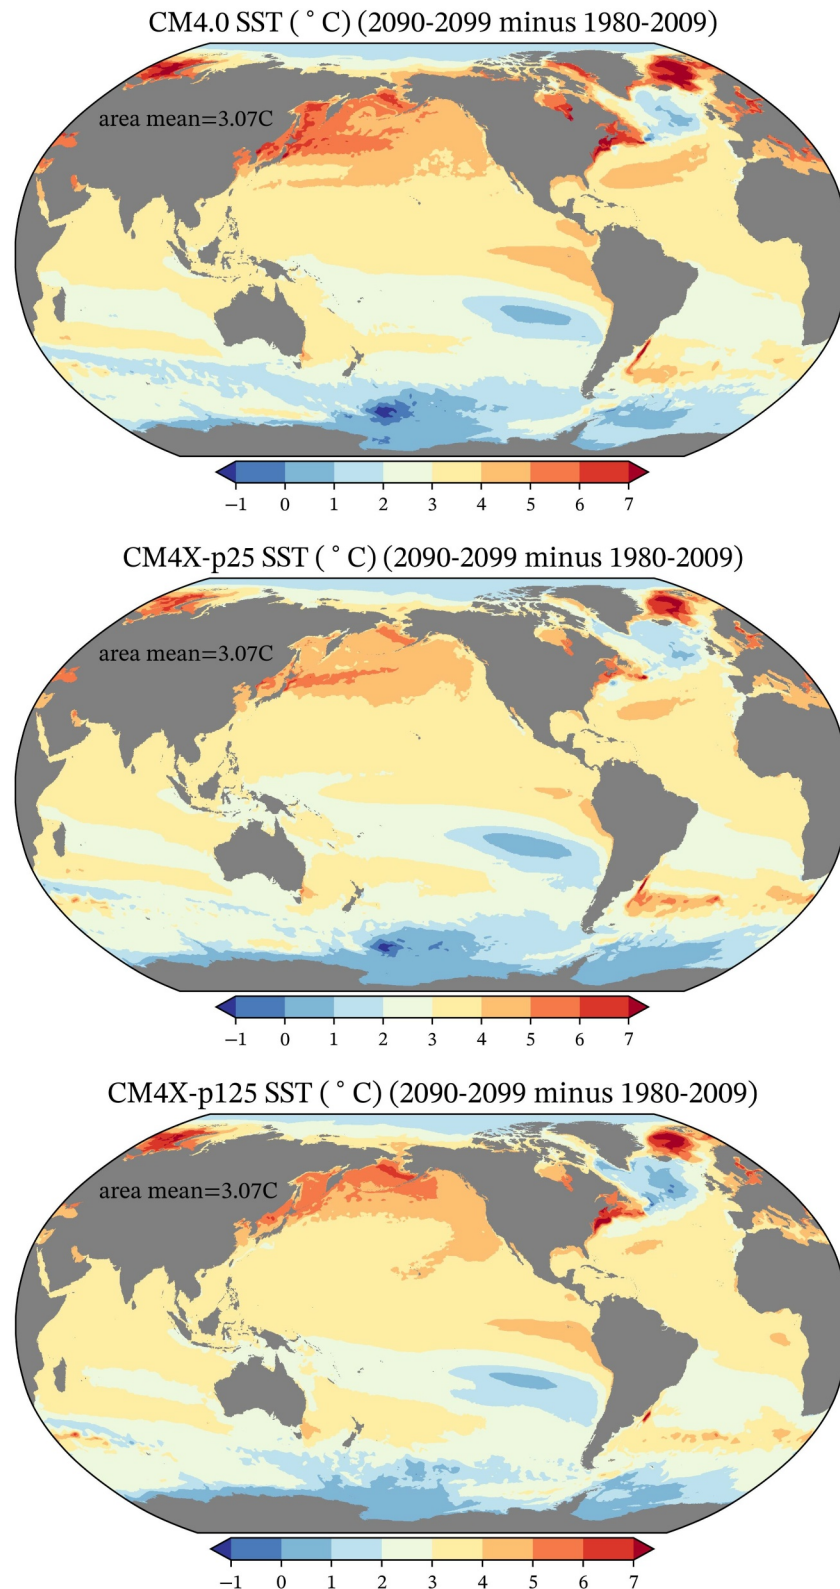 CM4.0 SST ( ° C) (2090-2099 minus 1980-2009)
area mean=3.07C
−1 0 1 2 3 4 5 6 7
CM4X-p25 SST ( ° C) (2090-2099 minus 1980-2009)
area mean=3.07C
−1 0 1 2 3 4 5 6 7
CM4X-p125 SST ( ° C) (2090-2099 minus 1980-2009)
area mean=3.07C
−1 0 1 2 3 4 5 6 7